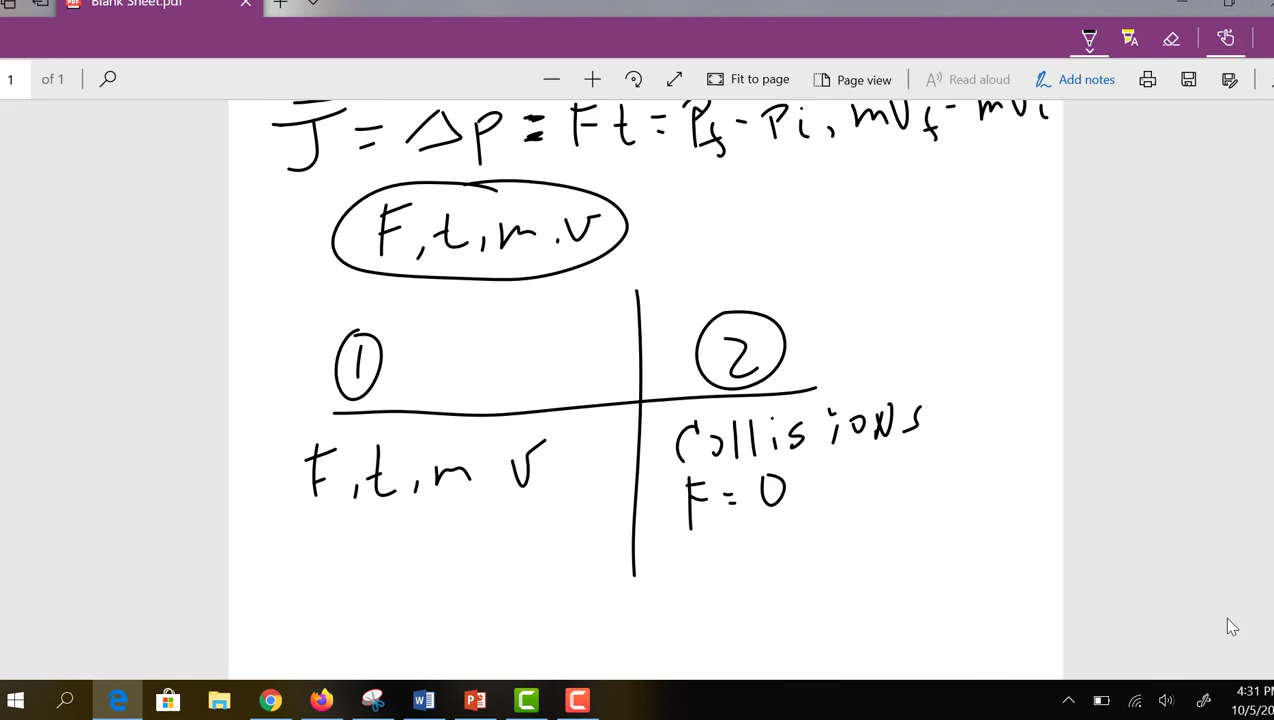 Blank Sheet.pdf
1 of 1
Fit to page
Page view
Read aloud
Add notes
J = Δp = Ft = Pf - Pi, mVf - mVi
F, t, m. v
1
2
F, t, m v
Collisions
F = 0
4:31 PM
10/5/20